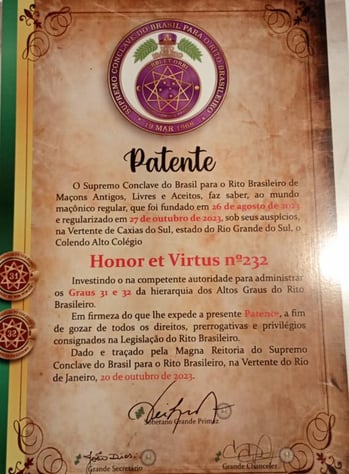 SUPREMO CONCLAVE DO BRASIL PARA O RITO BRASILEIRO
URBI ET ORBI
19 MAR 1968
Patente
O Supremo Conclave do Brasil para o Rito Brasileiro de
Maçons Antigos, Livres e Aceitos, faz saber, ao mundo
maçônico regular, que foi fundado em 26 de agosto de 2023
e regularizado em 27 de outubro de 2023, sob seus auspícios,
na Vertente de Caxias do Sul, estado do Rio Grande do Sul, o
Colendo Alto Colégio
Honor et Virtus nº232
Investindo o na competente autoridade para administrar
os Graus 31 e 32 da hierarquia dos Altos Graus do Rito
Brasileiro.
Em firmeza do que lhe expede a presente Patente, a fim
de gozar de todos os direitos, prerrogativas e privilégios
consignados na Legislação do Rito Brasileiro.
Dado e traçado pela Magna Reitoria do Supremo
Conclave do Brasil para o Rito Brasileiro, na Vertente do Rio
de Janeiro, 20 de outubro de 2023.
Soberano Grande Primaz
Grande Secretário
Grande Chanceler
31